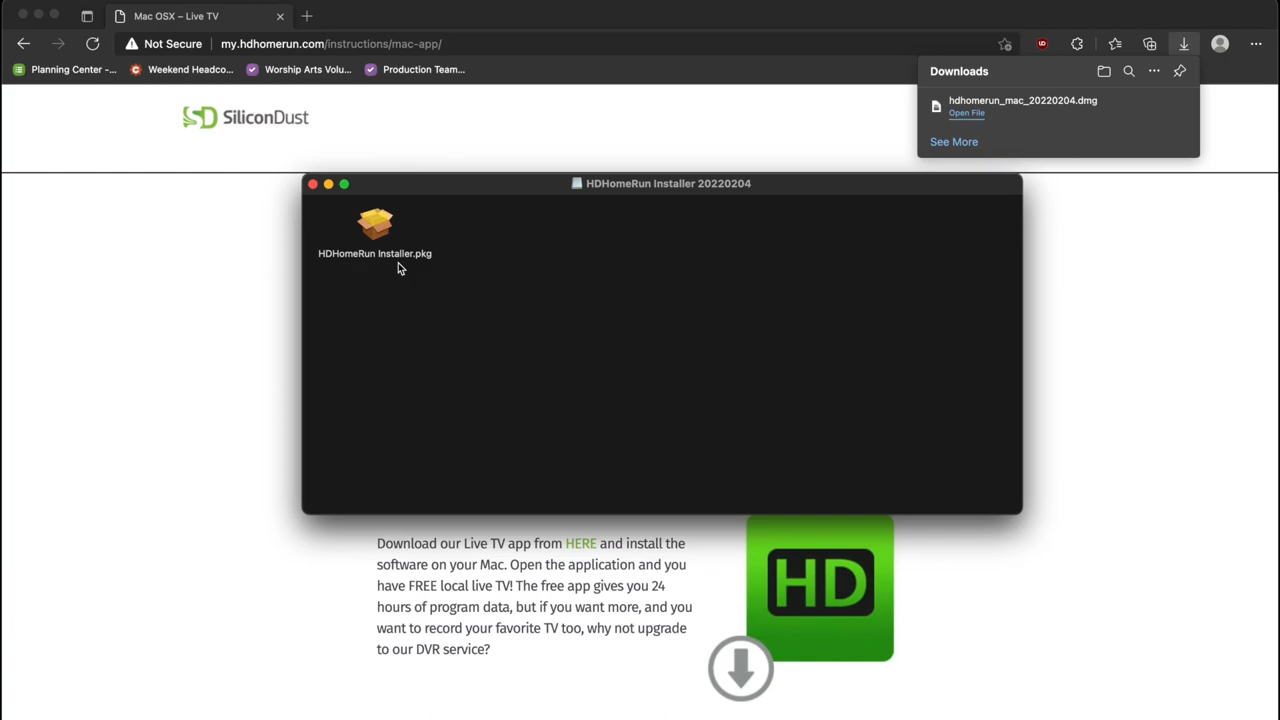 Mac OSX – Live TV
Not Secure my.hdhomerun.com/instructions/mac-app/
Planning Center -... Weekend Headco... Worship Arts Volu... Production Team...
Downloads
hdhomerun_mac_20220204.dmg
Open File
See More
SD SiliconDust
HDHomeRun Installer 20220204
HDHomeRun Installer.pkg
Download our Live TV app from HERE and install the
software on your Mac. Open the application and you
have FREE local live TV! The free app gives you 24
hours of program data, but if you want more, and you
want to record your favorite TV too, why not upgrade
to our DVR service?
HD